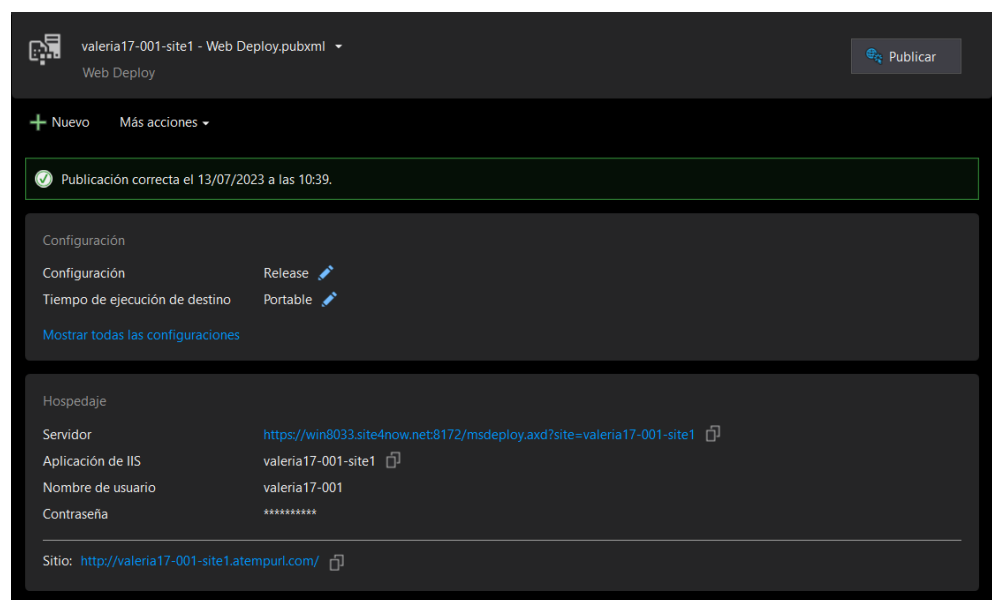 valeria17-001-site1 - Web Deploy.pubxml
Web Deploy
Publicar
Nuevo Más acciones
Publicación correcta el 13/07/2023 a las 10:39.
Configuración
Configuración Release
Tiempo de ejecución de destino Portable
Mostrar todas las configuraciones
Hospedaje
Servidor https://win8033.site4now.net:8172/msdeploy.axd?site=valeria17-001-site1
Aplicación de IIS valeria17-001-site1
Nombre de usuario valeria17-001
Contraseña **********
Sitio: http://valeria17-001-site1.atempurl.com/